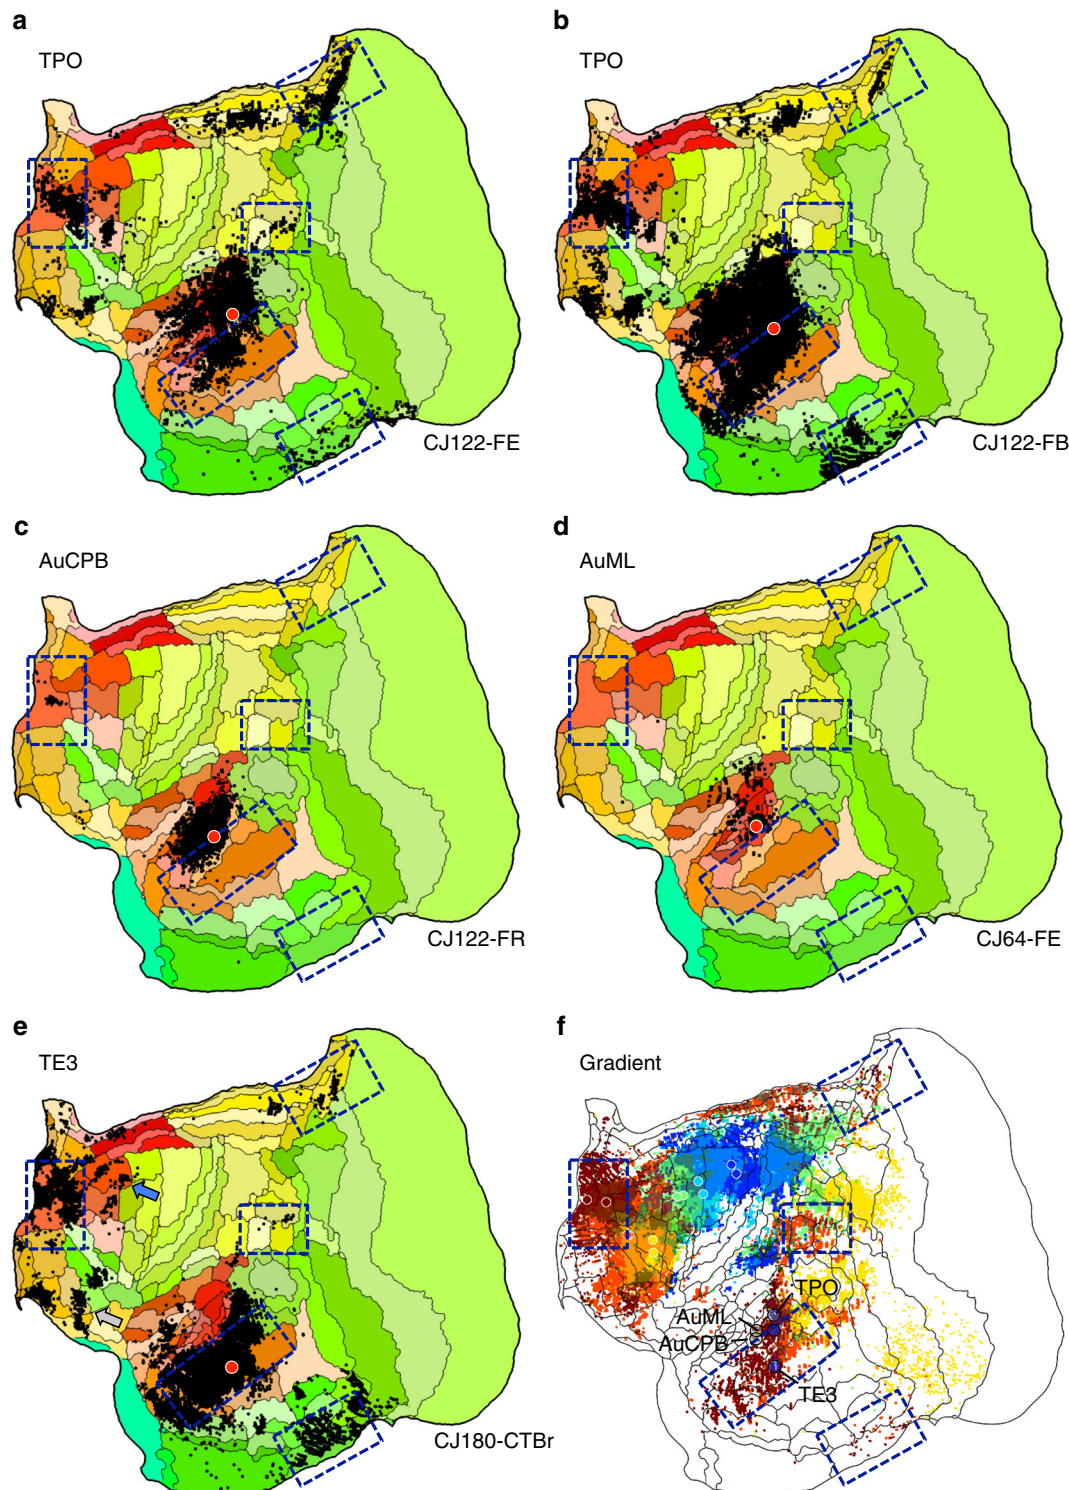 a
TPO
CJ122-FE
b
TPO
CJ122-FB
c
AuCPB
CJ122-FR
d
AuML
CJ64-FE
e
TE3
CJ180-CTBr
f
Gradient
TPO
AuML
AuCPB
TE3